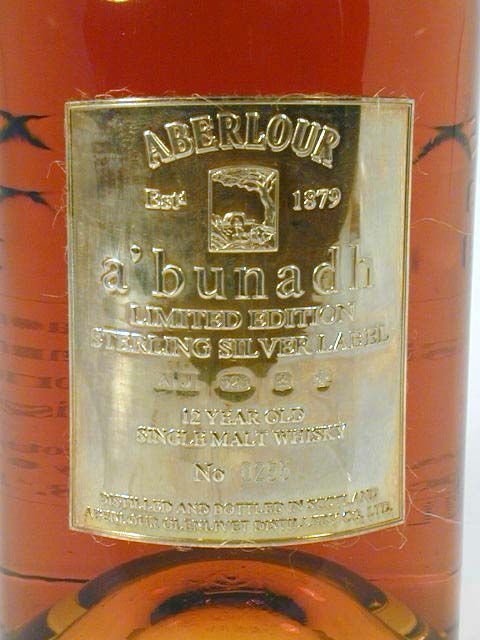 ABERLOUR
Estd 1879
a'bunadh
LIMITED EDITION
STERLING SILVER LABEL
925
12 YEAR OLD
SINGLE MALT WHISKY
No
DISTILLED AND BOTTLED IN SCOTLAND
ABERLOUR GLENLIVET DISTILLERY CO. LTD.